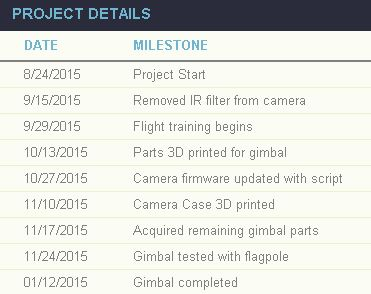 PROJECT DETAILS
DATE MILESTONE
8/24/2015 Project Start
9/15/2015 Removed IR filter from camera
9/29/2015 Flight training begins
10/13/2015 Parts 3D printed for gimbal
10/27/2015 Camera firmware updated with script
11/10/2015 Camera Case 3D printed
11/17/2015 Acquired remaining gimbal parts
11/24/2015 Gimbal tested with flagpole
01/12/2015 Gimbal completed